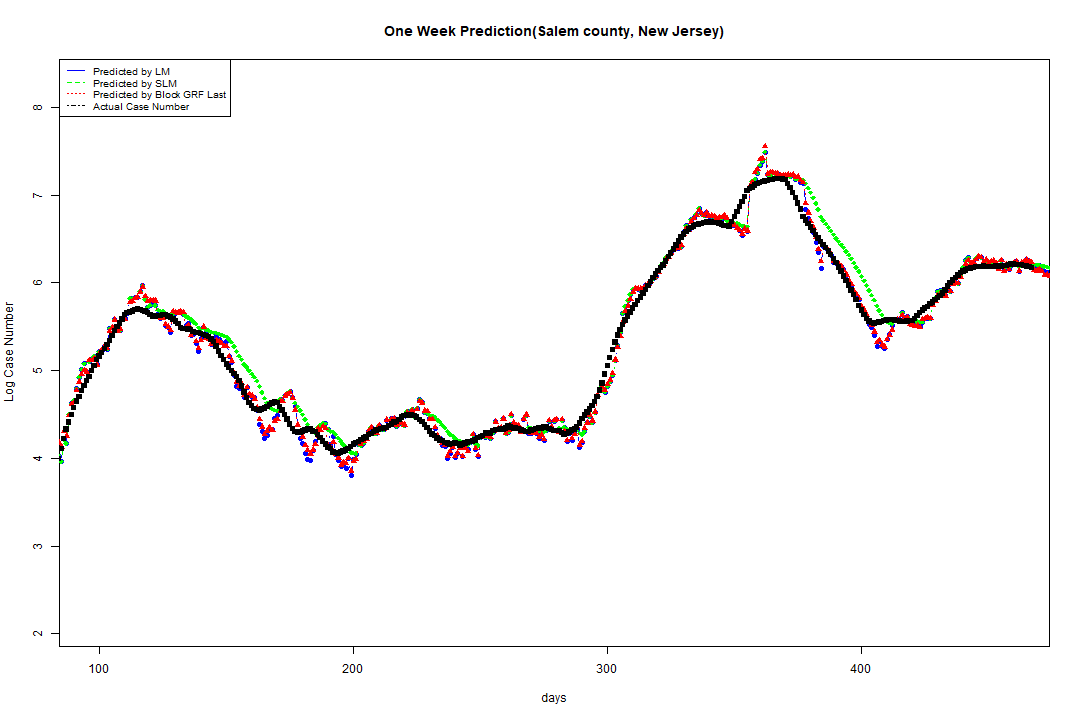 One Week Prediction(Salem county, New Jersey)
Predicted by LM
Predicted by SLM
Predicted by Block GRF Last
Actual Case Number
8
7
6
5
4
3
2
Log Case Number
100 200 300 400
days